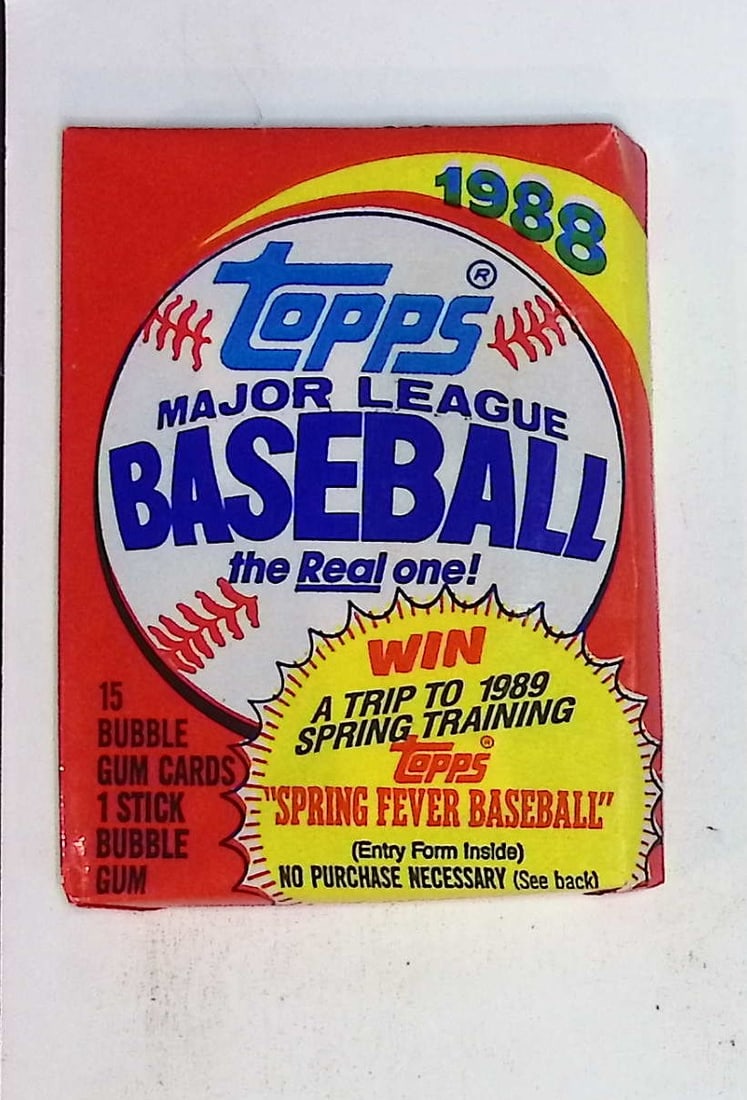 1988
topps ®
MAJOR LEAGUE
BASEBALL
the Real one!
15
BUBBLE
GUM CARDS
1 STICK
BUBBLE
GUM
WIN
A TRIP TO 1989
SPRING TRAINING
topps ®
"SPRING FEVER BASEBALL"
(Entry Form Inside)
NO PURCHASE NECESSARY (See back)